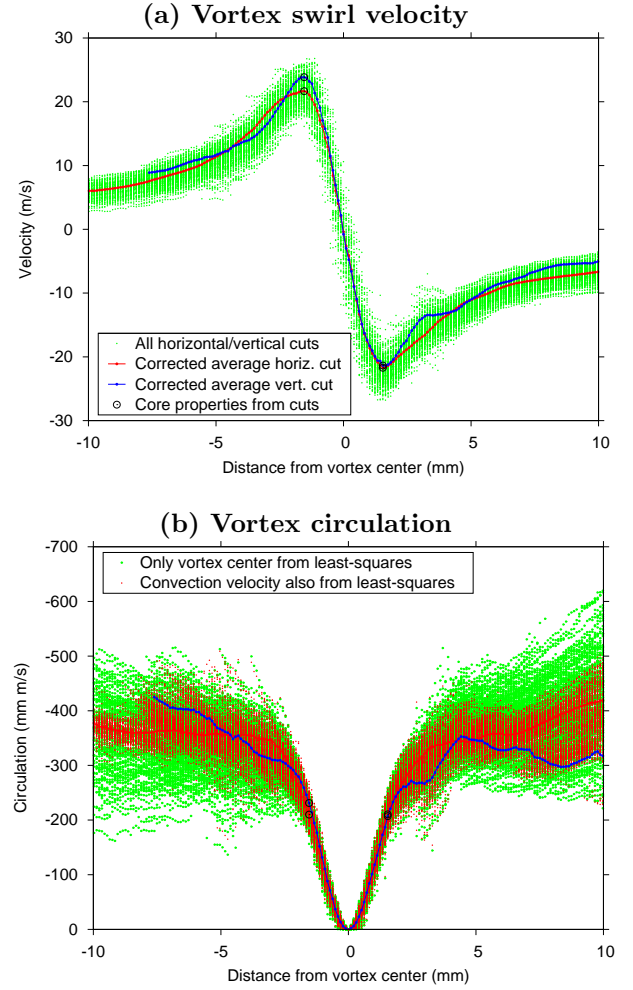 (a) Vortex swirl velocity
30
20
10
0
-10
-20
-30
Velocity (m/s)
All horizontal/vertical cuts
Corrected average horiz. cut
Corrected average vert. cut
Core properties from cuts
-10 -5 0 5 10
Distance from vortex center (mm)
(b) Vortex circulation
-700
-600
-500
-400
-300
-200
-100
0
Circulation (mm m/s)
Only vortex center from least-squares
Convection velocity also from least-squares
-10 -5 0 5 10
Distance from vortex center (mm)